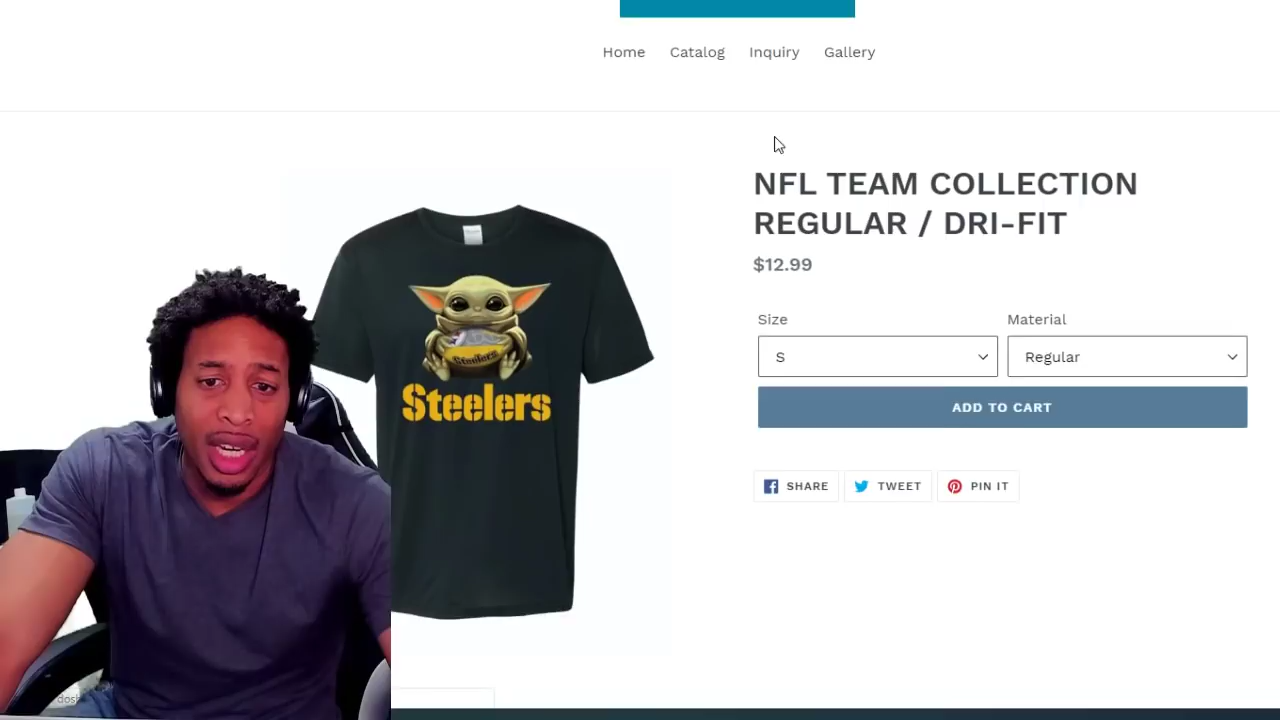 Home Catalog Inquiry Gallery
NFL TEAM COLLECTION
REGULAR / DRI-FIT
$12.99
Size Material
S Regular
ADD TO CART
SHARE TWEET PIN IT
Steelers
Steelers